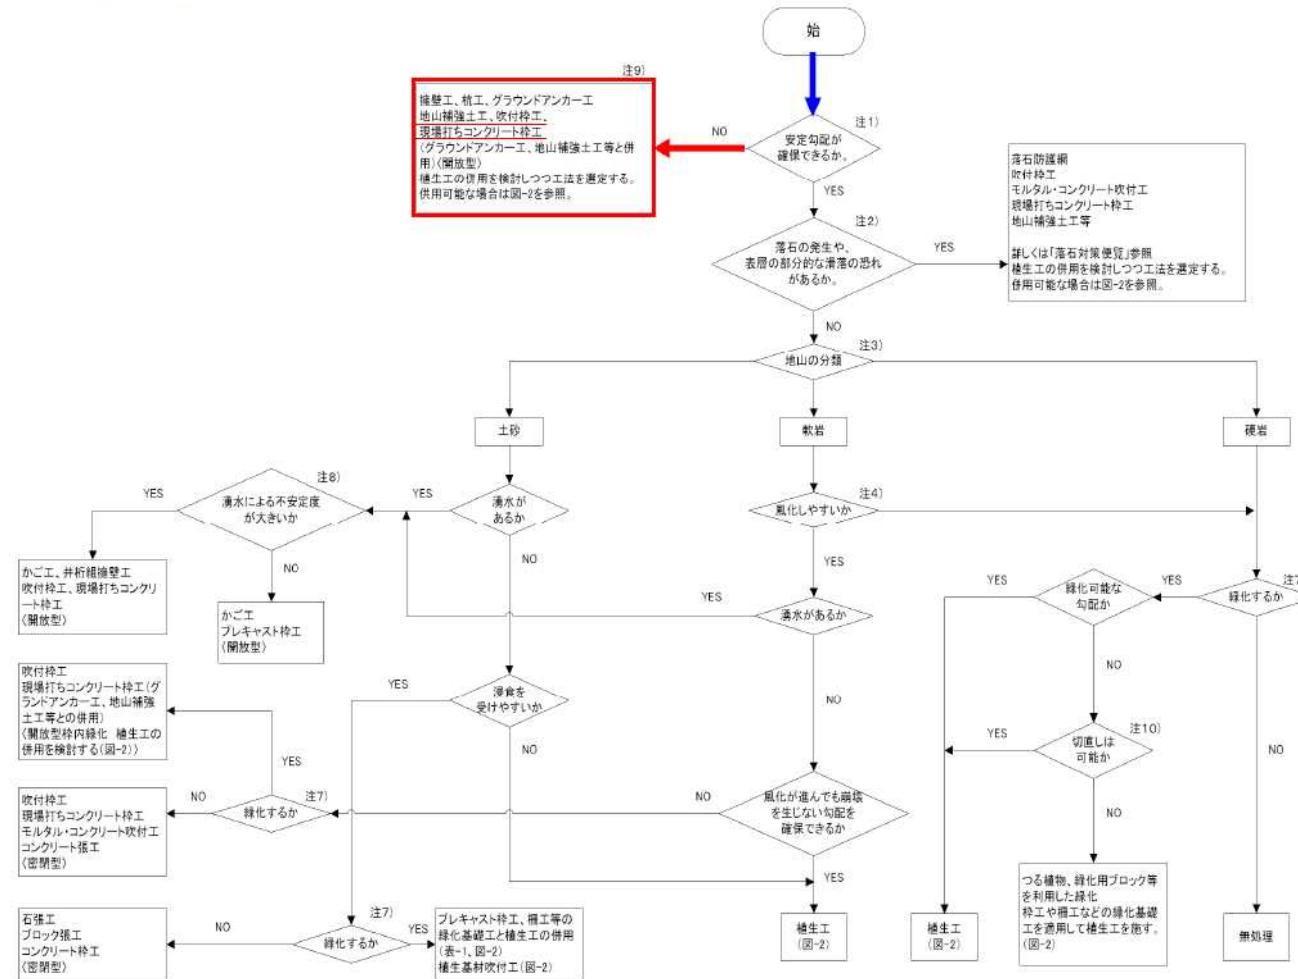 始
注9)
擁壁工、杭工、グラウンドアンカー工
地山補強土工、吹付枠工、
現場打ちコンクリート枠工
(グラウンドアンカー工、地山補強土工等と併
用)(開放型)
植生工の併用を検討しつつ工法を選定する。
併用可能な場合は図-2を参照。
NO
注1)
安定勾配が
確保できるか。
YES
注2)
落石の発生や、
表層の部分的な滑落の恐れ
があるか。
YES
落石防護網
吹付枠工
モルタル・コンクリート吹付工
現場打ちコンクリート枠工
地山補強土工等
詳しくは「落石対策便覧」参照
植生工の併用を検討しつつ工法を選定する。
併用可能な場合は図-2を参照。
NO
注3)
地山の分類
土砂
軟岩
硬岩
注8)
湧水による不安定度
が大きいか
YES
YES
湧水が
あるか
注4)
風化しやすいか
NO
NO
YES
かご工、井桁組擁壁工
吹付枠工、現場打ちコンクリ
ート枠工
(開放型)
かご工
プレキャスト枠工
(開放型)
YES
湧水があるか
YES
緑化可能な
勾配か
YES
注7
緑化するか
吹付枠工
現場打ちコンクリート枠工(グ
ランドアンカー工、地山補強
土工等との併用)
(開放型枠内緑化 植生工の
併用を検討する(図-2))
YES
浸食を
受けやすいか
NO
NO
YES
NO
YES
注10)
切直しは
可能か
NO
吹付枠工
現場打ちコンクリート枠工
モルタル・コンクリート吹付工
コンクリート張工
(密閉型)
NO
注7)
緑化するか
NO
風化が進んでも崩壊
を生じない勾配を
確保できるか
NO
YES
石張工
ブロック張工
コンクリート枠工
(密閉型)
NO
注7)
緑化するか
YES
プレキャスト枠工、柵工等の
緑化基礎工と植生工の併用
(表-1、図-2)
植生基材吹付工(図-2)
植生工
(図-2)
植生工
(図-2)
つる植物、緑化用ブロック等
を利用した緑化
枠工や柵工などの緑化基礎
工を適用して植生工を施す。
(図-2)
無処理